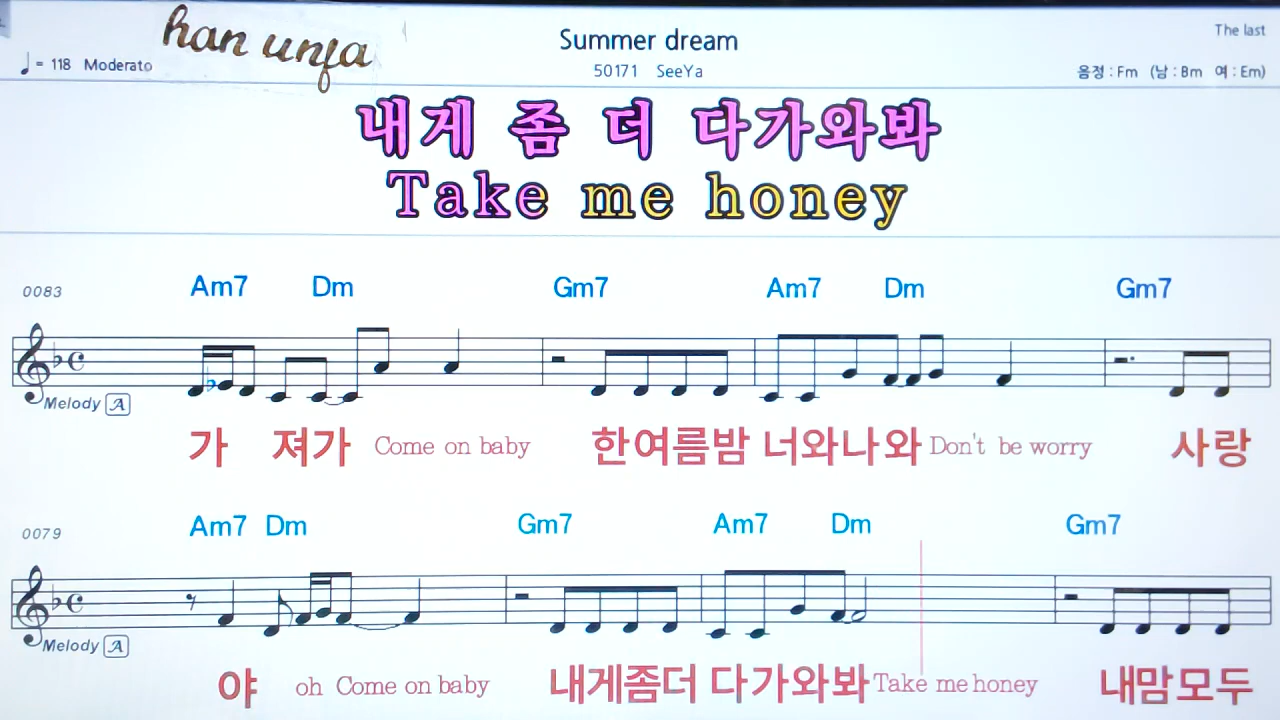 han unfa
Summer dream
The last
♩ = 118 Moderato
50171 SeeYa
음정 : Fm (남 : Bm 여 : Em)
내게 좀 더 다가와봐
Take me honey
0083
Am7 Dm Gm7 Am7 Dm Gm7
Melody A
가 져가 Come on baby 한여름밤 너와나와 Don't be worry 사랑
0079
Am7 Dm Gm7 Am7 Dm Gm7
Melody A
야 oh Come on baby 내게좀더 다가와봐 Take me honey 내맘모두